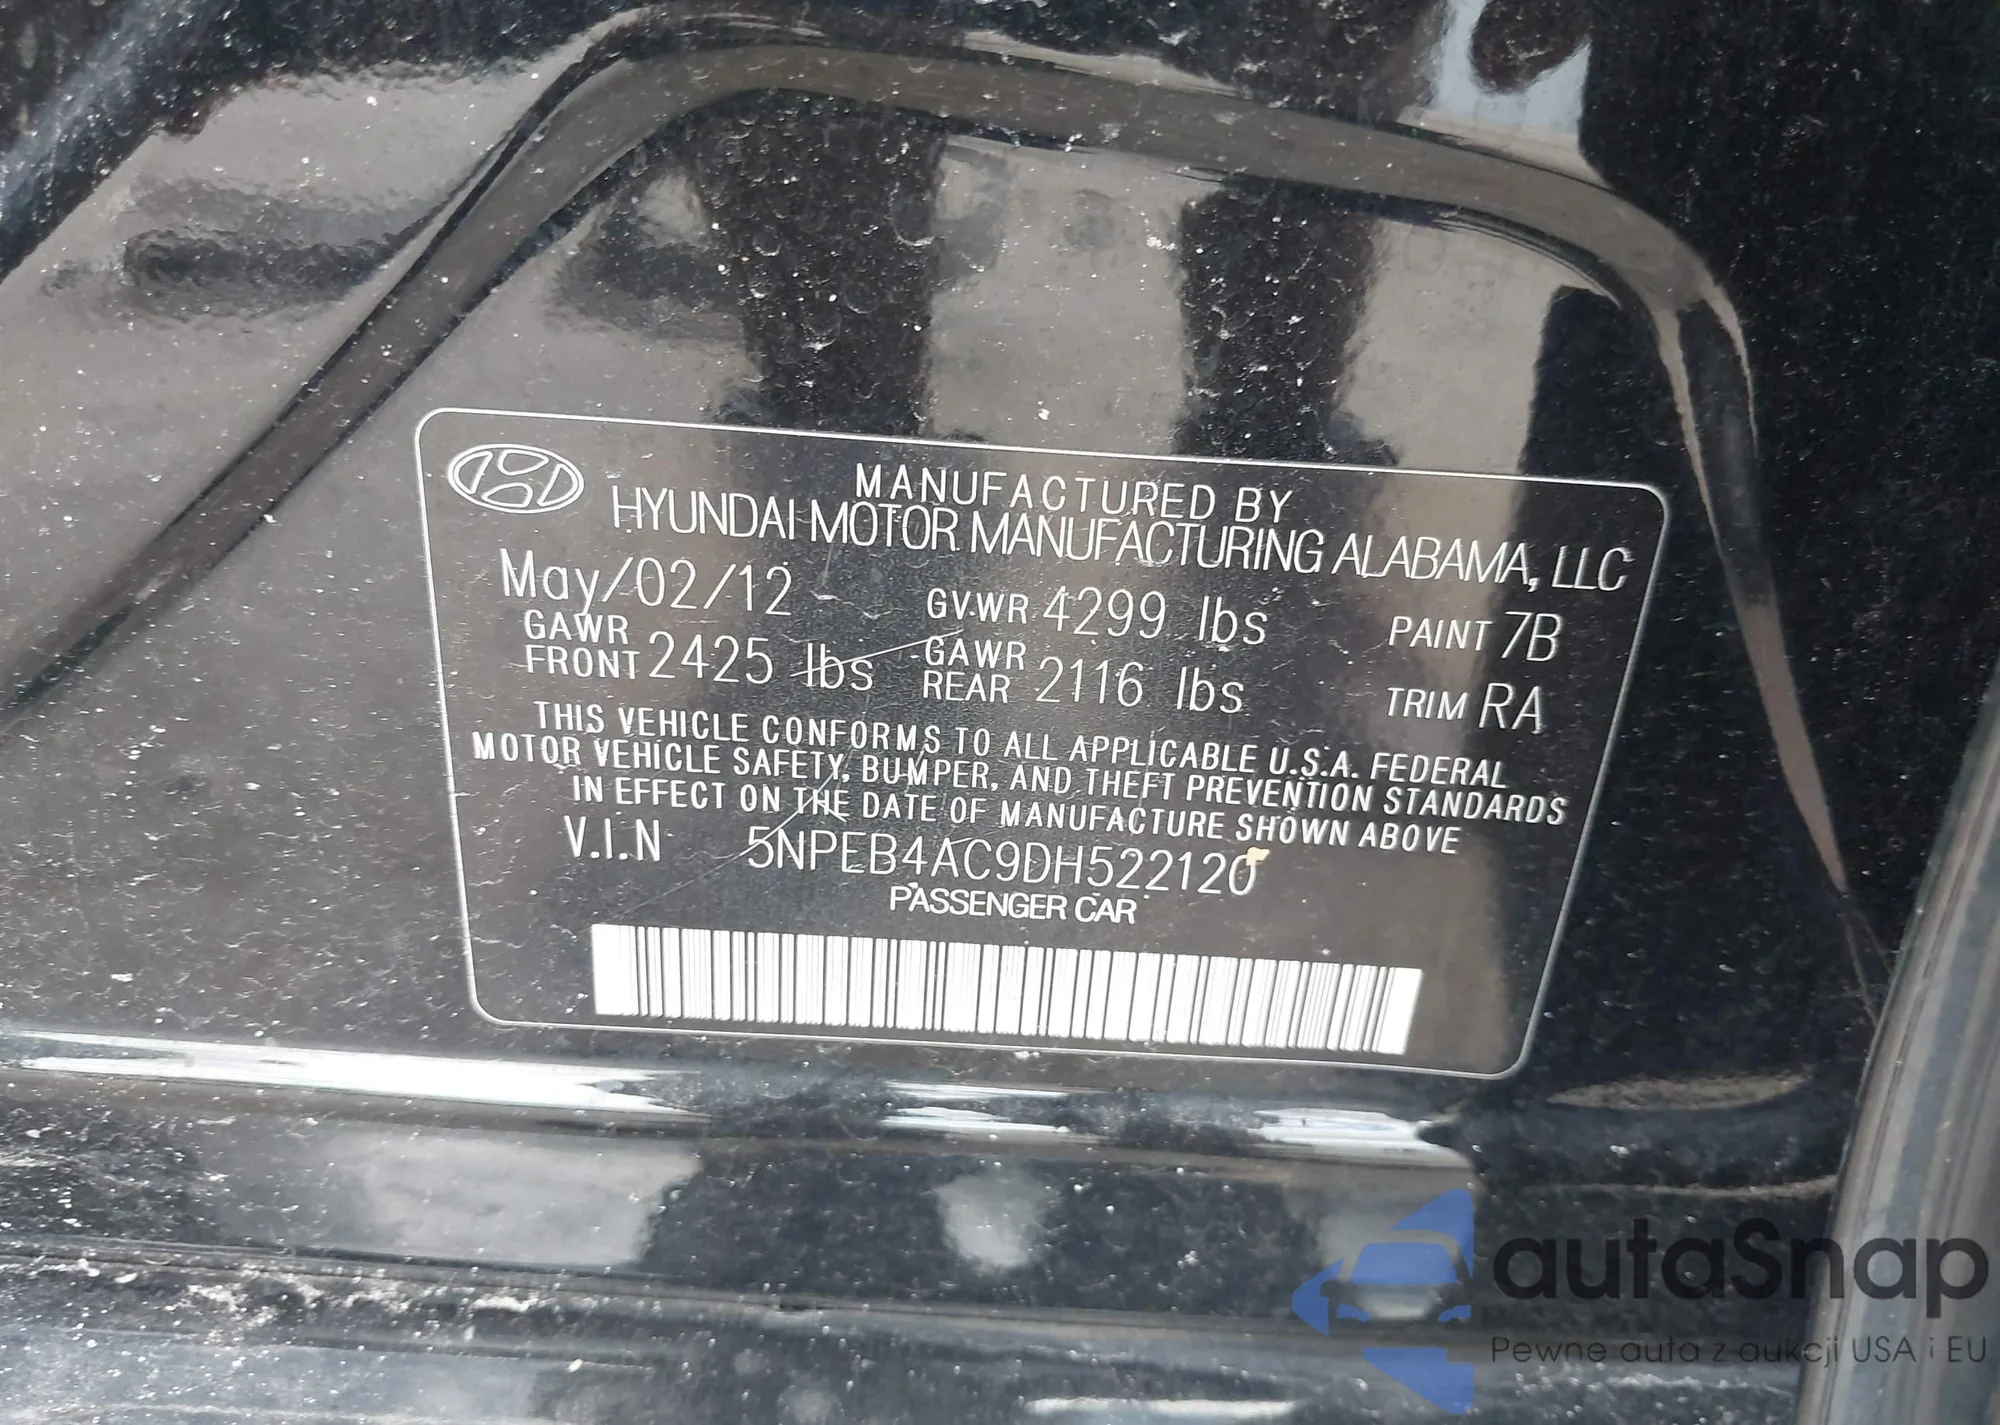 MANUFACTURED BY
HYUNDAI MOTOR MANUFACTURING ALABAMA, LLC
May/02/12 GVWR 4299 lbs PAINT 7B
GAWR FRONT 2425 lbs GAWR REAR 2116 lbs TRIM RA
THIS VEHICLE CONFORMS TO ALL APPLICABLE U.S.A. FEDERAL
MOTOR VEHICLE SAFETY, BUMPER, AND THEFT PREVENTION STANDARDS
IN EFFECT ON THE DATE OF MANUFACTURE SHOWN ABOVE
V.I.N 5NPEB4AC9DH522120
PASSENGER CAR
autaSnap
Pewne auta z aukcji USA i EU